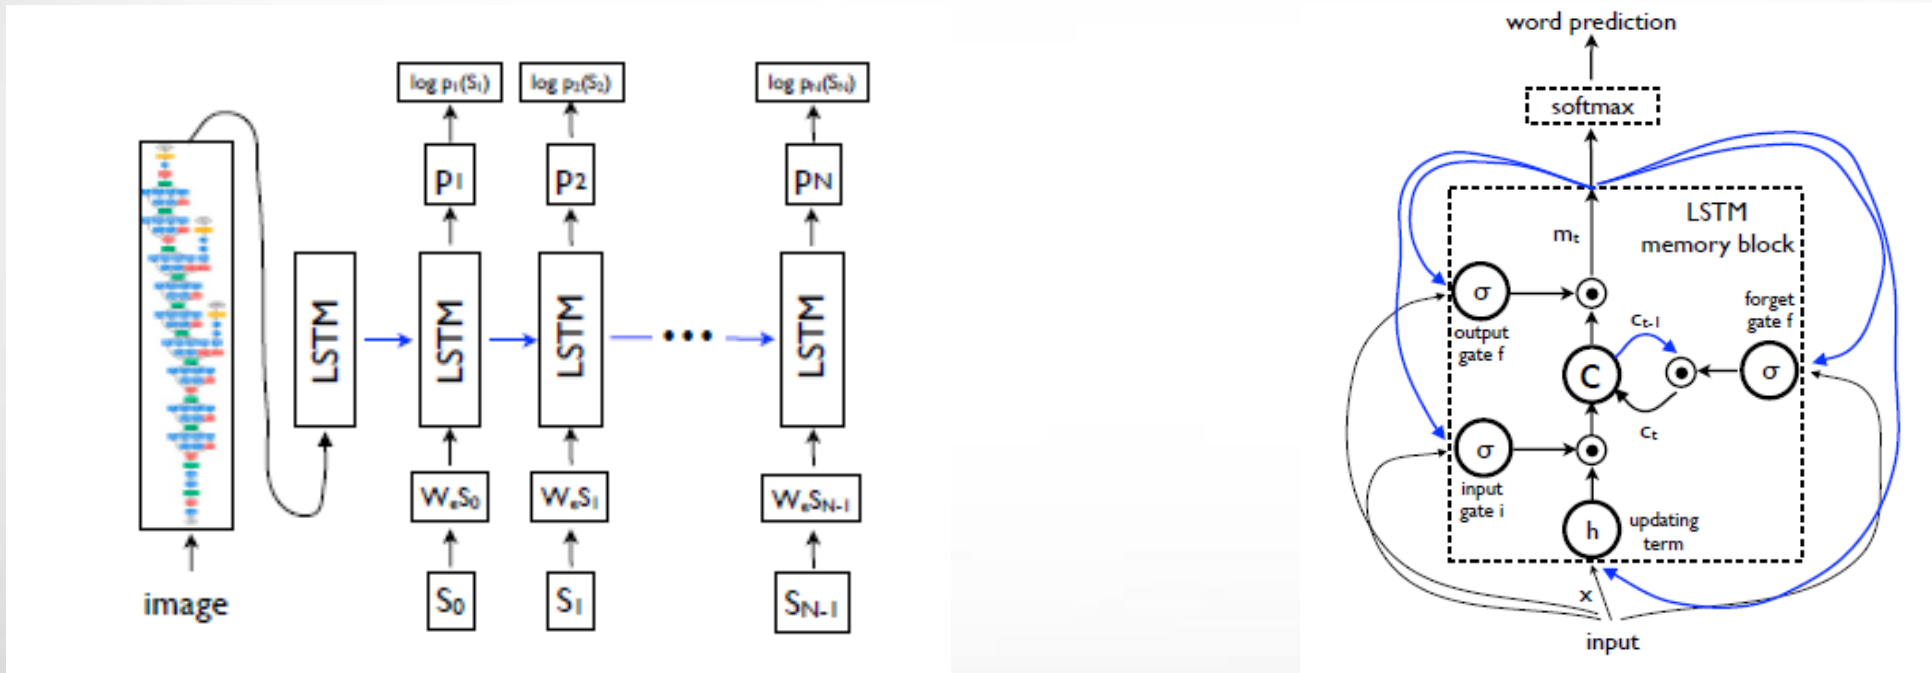 log p₁(S₁)
log p₂(S₂)
log pN(SN)
p₁
p₂
pN
LSTM
LSTM
LSTM
•••
LSTM
WₑS₀
WₑS₁
WₑSN-1
S₀
S₁
SN-1
image
word prediction
softmax
LSTM
memory block
mₜ
σ
output
gate f
cₜ₋₁
forget
gate f
σ
C
cₜ
σ
input
gate i
h
updating
term
x
input